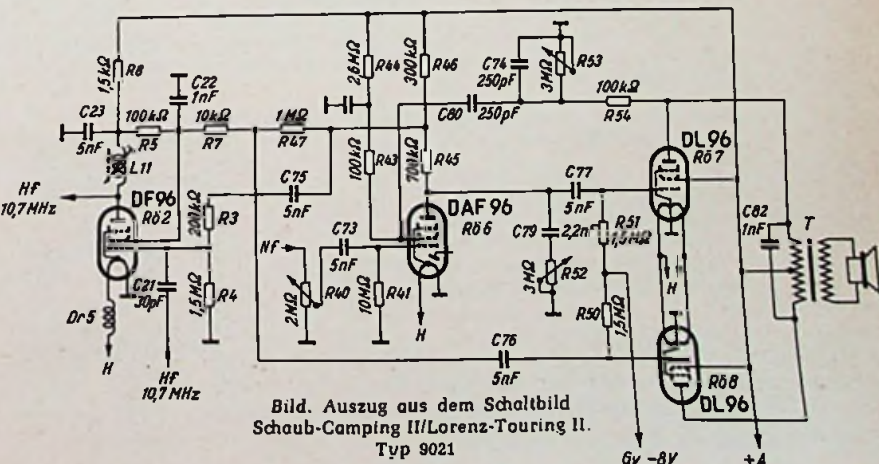 R8
1,5kΩ
C22
1nF
C23
5nF
100kΩ
R5
10kΩ
R7
1MΩ
R47
L11
Hf
10,7 MHz
DF96
Rö2
C75
5nF
200kΩ
R3
C21
30pF
1,5MΩ
R4
Dr5
H
Hf
10,7 MHz
2,6MΩ
R44
300kΩ
R46
100kΩ
R43
700kΩ
R45
C80
250pF
C74
250pF
3MΩ
R53
100kΩ
R54
Nf
C73
5nF
2MΩ
R40
10MΩ
R41
DAF96
Rö6
H
C77
5nF
C79
2,2n
3MΩ
R52
R51
1,5MΩ
R50
1,5MΩ
C76
5nF
DL96
Rö7
H
Rö8
DL96
C82
1nF
T
Gv -8V
+A
Bild. Auszug aus dem Schaltbild
Schaub-Camping II/Lorenz-Touring II.
Typ 9021